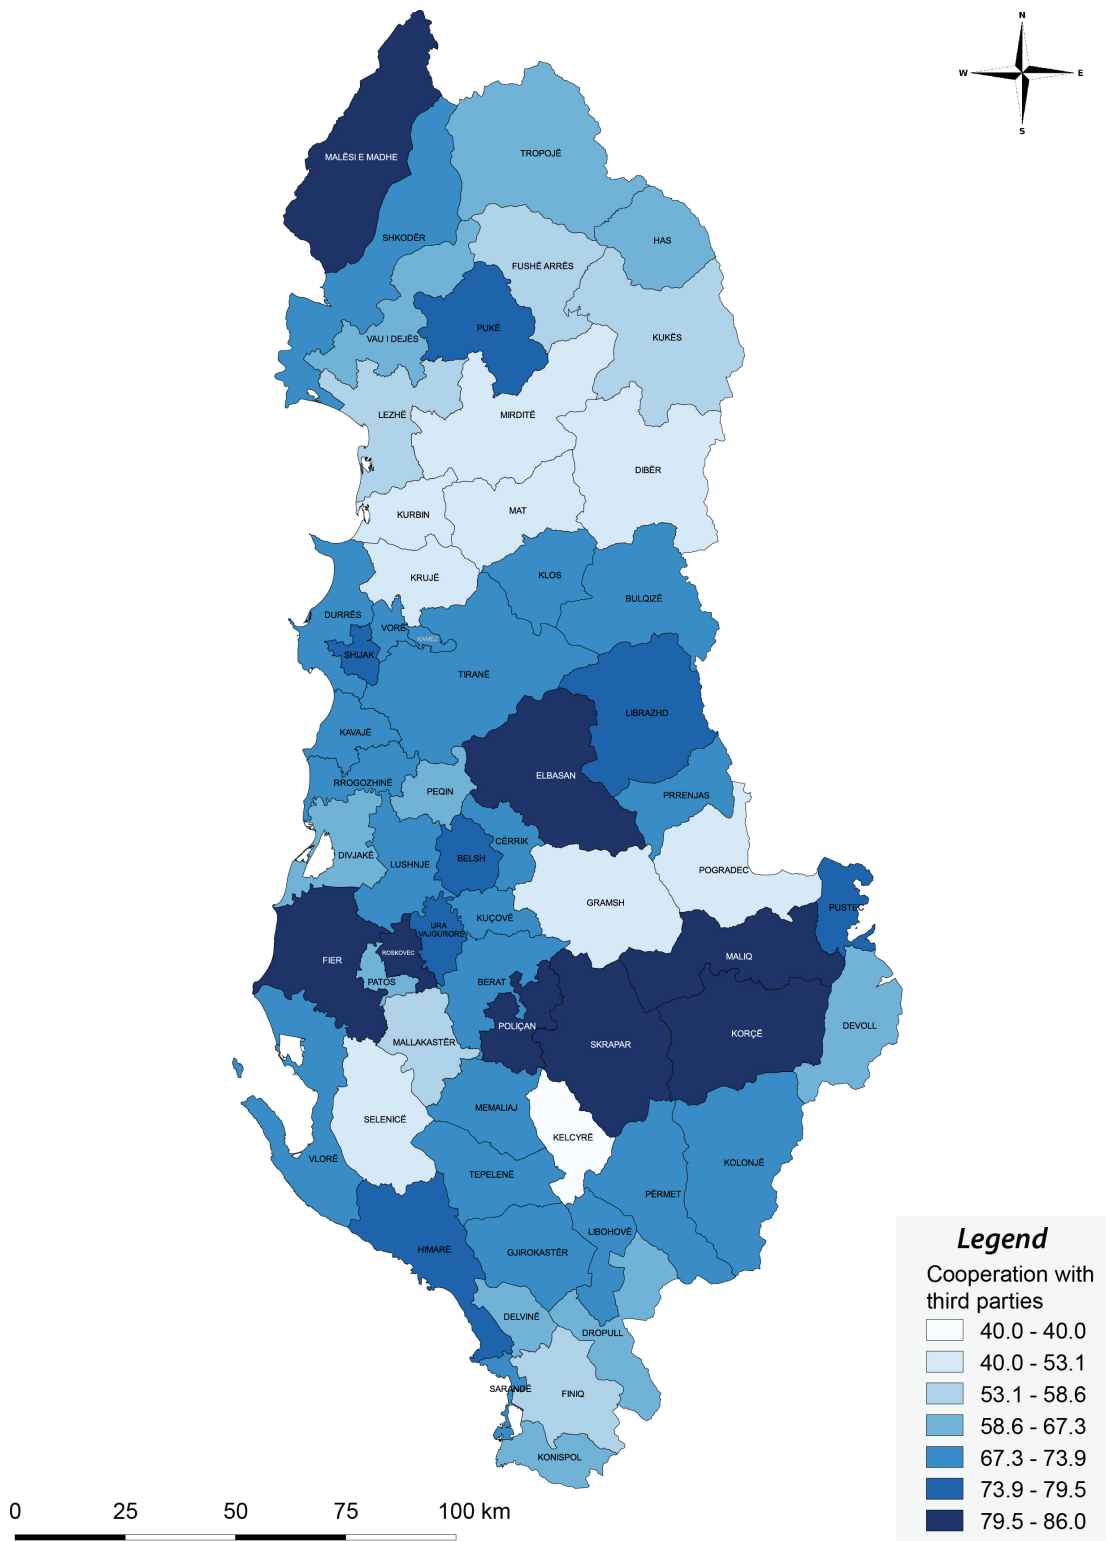 N
W
E
S
MALËSI E MADHE
TROPOJË
SHKODËR
HAS
FUSHË ARRËS
PUKË
VAU I DEJËS
KUKËS
LEZHË
MIRDITË
DIBËR
KURBIN
MAT
KRUJË
KLOS
BULQIZË
DURRËS
VORË
KAMËZ
SHIJAK
TIRANË
LIBRAZHD
KAVAJË
ELBASAN
RROGOZHINË
PEQIN
PRRENJAS
CËRRIK
DIVJAKË
LUSHNJE
BELSH
POGRADEC
GRAMSH
PUSTEC
KUÇOVË
URA
VAJGURORË
ROSKOVEC
FIER
MALIQ
PATOS
BERAT
POLIÇAN
DEVOLL
KORÇË
MALLAKASTËR
SKRAPAR
MEMALIAJ
SELENICË
KELCYRË
VLORË
KOLONJË
TEPELENË
PËRMET
LIBOHOVË
HIMARË
GJIROKASTËR
DELVINË
DROPULL
SARANDË
FINIQ
KONISPOL
Legend
Cooperation with
third parties
40.0 - 40.0
40.0 - 53.1
53.1 - 58.6
58.6 - 67.3
67.3 - 73.9
73.9 - 79.5
79.5 - 86.0
0 25 50 75 100 km